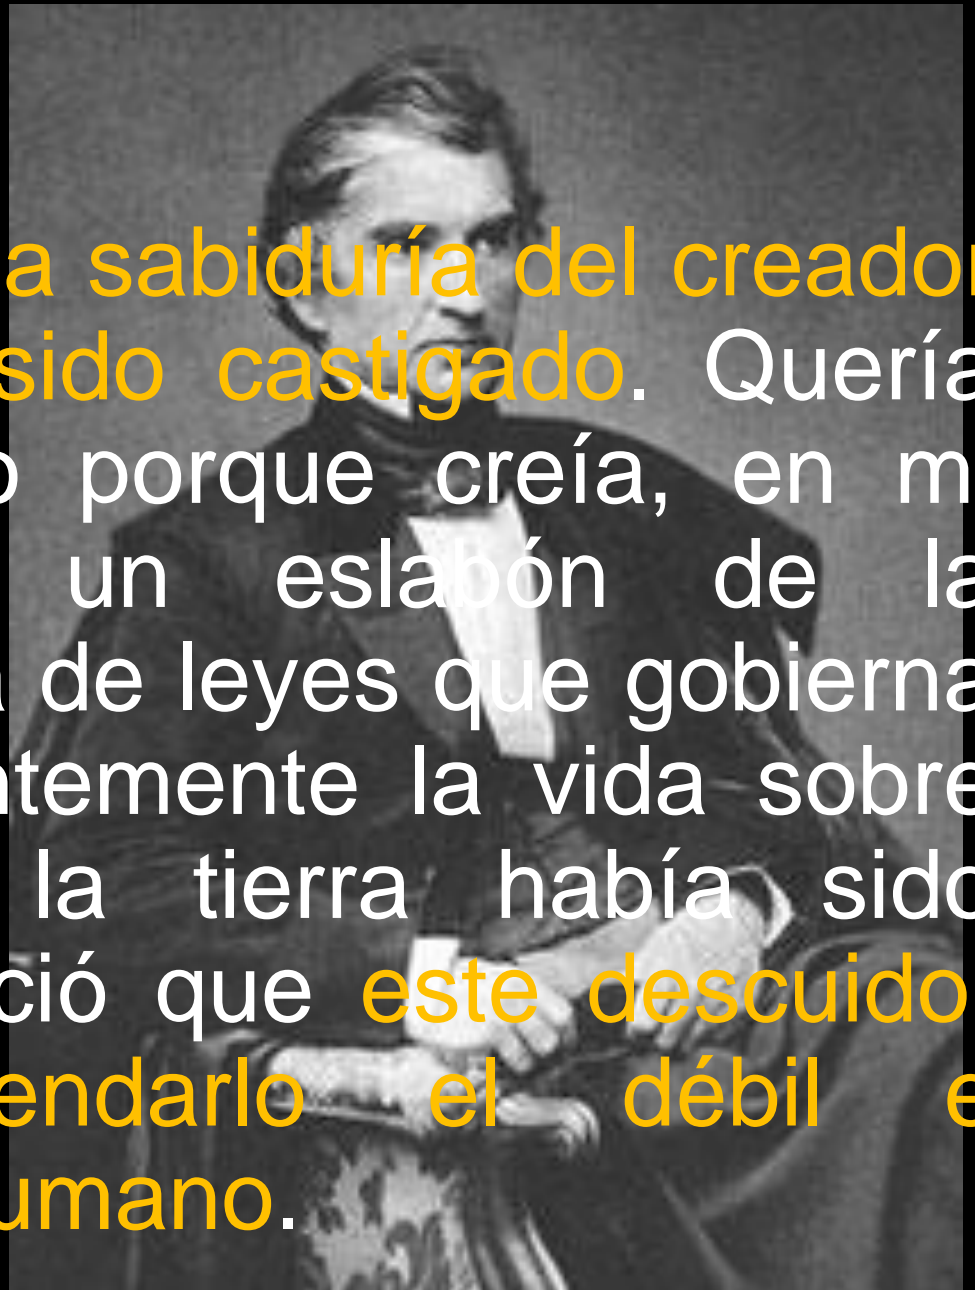 a sabiduría del creador
sido castigado. Quería
o porque creía, en m
un eslabón de la
a de leyes que gobierna
ntemente la vida sobre
la tierra había sido
ció que este descuido,
endarlo el débil e
umano.